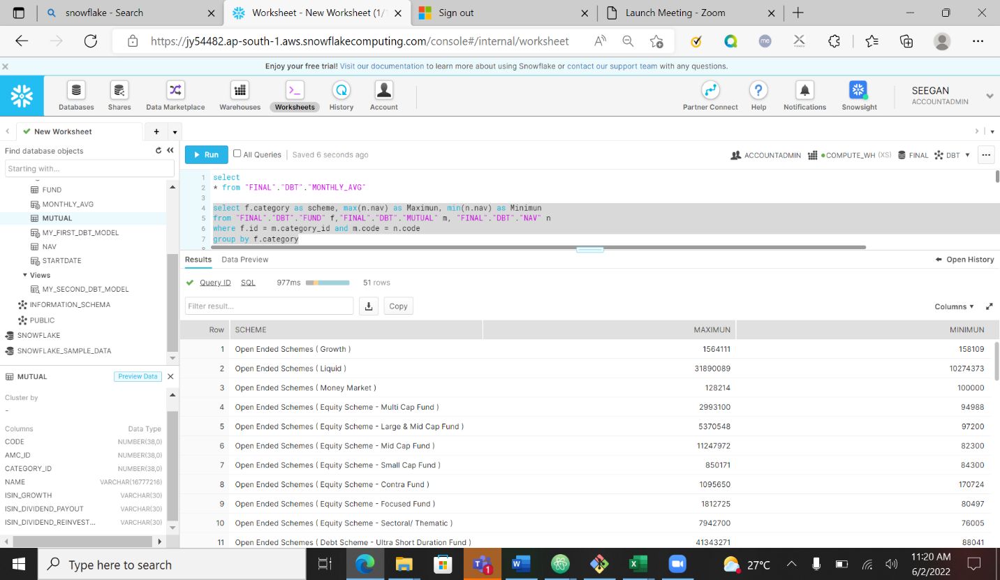 snowflake - Search
Worksheet - New Worksheet (1/1
Sign out
Launch Meeting - Zoom
https://jy54482.ap-south-1.aws.snowflakecomputing.com/console#/internal/worksheet
Enjoy your free trial! Visit our documentation to learn more about using Snowflake or contact our support team with any questions.
Databases
Shares
Data Marketplace
Warehouses
Worksheets
History
Account
Partner Connect
Help
Notifications
Snowsight
SEEGAN
ACCOUNTADMIN
New Worksheet
Find database objects
Starting with...
FUND
MONTHLY_AVG
MUTUAL
MY_FIRST_DBT_MODEL
NAV
STARTDATE
Views
MY_SECOND_DBT_MODEL
INFORMATION_SCHEMA
PUBLIC
SNOWFLAKE
SNOWFLAKE_SAMPLE_DATA
MUTUAL Preview Data
Cluster by
-
Columns Data Type
CODE NUMBER(38,0)
AMC_ID NUMBER(38,0)
CATEGORY_ID NUMBER(38,0)
NAME VARCHAR(16777216)
ISIN_GROWTH VARCHAR(30)
ISIN_DIVIDEND_PAYOUT VARCHAR(30)
ISIN_DIVIDEND_REINVEST... VARCHAR(30)
Run All Queries Saved 6 seconds ago ACCOUNTADMIN COMPUTE_WH (XS) FINAL DBT
1 select
2 * from "FINAL"."DBT"."MONTHLY_AVG"
3
4 select f.category as scheme, max(n.nav) as Maximun, min(n.nav) as Minimun
5 from "FINAL"."DBT"."FUND" f,"FINAL"."DBT"."MUTUAL" m, "FINAL"."DBT"."NAV" n
6 where f.id = m.category_id and m.code = n.code
7 group by f.category
8
Results Data Preview Open History
Query ID SQL 977ms 51 rows
Filter result... Copy Columns
Row SCHEME MAXIMUN MINIMUN
1 Open Ended Schemes ( Growth ) 1564111 158109
2 Open Ended Schemes ( Liquid ) 31890089 10274373
3 Open Ended Schemes ( Money Market ) 128214 100000
4 Open Ended Schemes ( Equity Scheme - Multi Cap Fund ) 2993100 94988
5 Open Ended Schemes ( Equity Scheme - Large & Mid Cap Fund ) 5370548 97200
6 Open Ended Schemes ( Equity Scheme - Mid Cap Fund ) 11247972 82300
7 Open Ended Schemes ( Equity Scheme - Small Cap Fund ) 850171 84300
8 Open Ended Schemes ( Equity Scheme - Contra Fund ) 1095650 170724
9 Open Ended Schemes ( Equity Scheme - Focused Fund ) 1812725 80497
10 Open Ended Schemes ( Equity Scheme - Sectoral/ Thematic ) 7942700 76005
11 Open Ended Schemes ( Debt Scheme - Ultra Short Duration Fund ) 41343271 88041
Type here to search
1
27°C
11:20 AM
6/2/2022